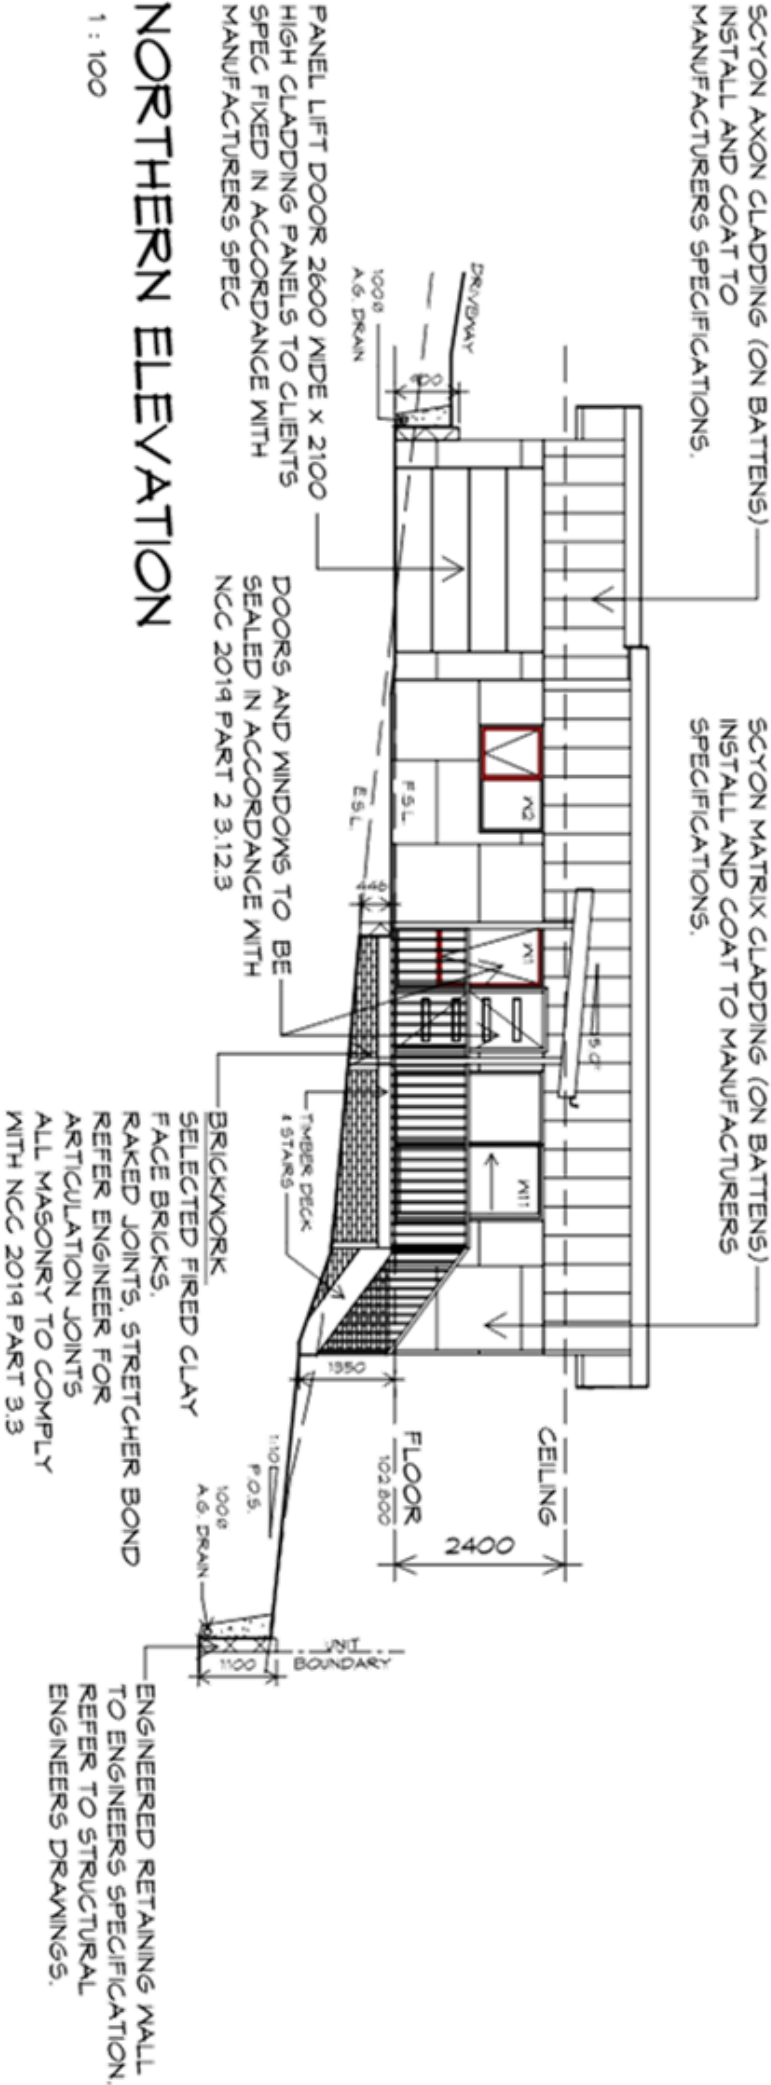 SCYON AXON CLADDING (ON BATTENS)
INSTALL AND COAT TO
MANUFACTURERS SPECIFICATIONS.
SCYON MATRIX CLADDING (ON BATTENS)
INSTALL AND COAT TO MANUFACTURERS
SPECIFICATIONS.
5.0°
CEILING
2400
FLOOR
102.800
W2
W1
W11
DRIVEWAY
600
100Ø
A.G. DRAIN
F.S.L.
E.S.L.
446
1350
TIMBER DECK
& STAIRS
1:10
F.O.S.
100Ø
A.G. DRAIN
UNIT
BOUNDARY
1100
PANEL LIFT DOOR 2600 WIDE X 2100
HIGH CLADDING PANELS TO CLIENTS
SPEC FIXED IN ACCORDANCE WITH
MANUFACTURERS SPEC
DOORS AND WINDOWS TO BE
SEALED IN ACCORDANCE WITH
NCC 2019 PART 2 3.12.3
BRICKWORK
SELECTED FIRED CLAY
FACE BRICKS.
RAKED JOINTS, STRETCHER BOND
REFER ENGINEER FOR
ARTICULATION JOINTS
ALL MASONRY TO COMPLY
WITH NCC 2019 PART 3.3
ENGINEERED RETAINING WALL
TO ENGINEERS SPECIFICATION.
REFER TO STRUCTURAL
ENGINEERS DRAWINGS.
NORTHERN ELEVATION
1 : 100